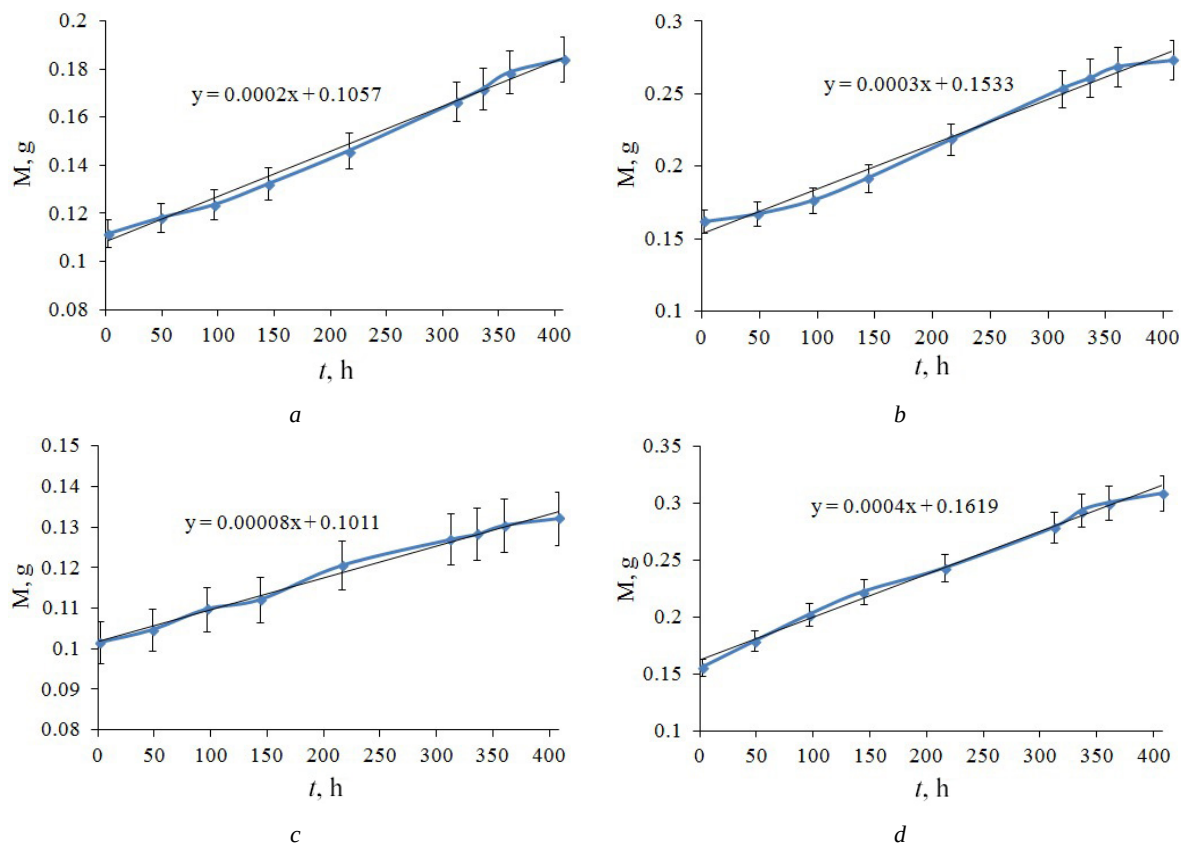 0.2
0.18
0.16
0.14
0.12
0.1
0.08
M, g
y = 0.0002x + 0.1057
0 50 100 150 200 250 300 350 400
t, h
a
0.3
0.25
0.2
0.15
0.1
M, g
y = 0.0003x + 0.1533
0 50 100 150 200 250 300 350 400
t, h
b
0.15
0.14
0.13
0.12
0.11
0.1
0.09
0.08
M, g
y = 0.00008x + 0.1011
0 50 100 150 200 250 300 350 400
t, h
c
0.35
0.3
0.25
0.2
0.15
0.1
M, g
y = 0.0004x + 0.1619
0 50 100 150 200 250 300 350 400
t, h
d